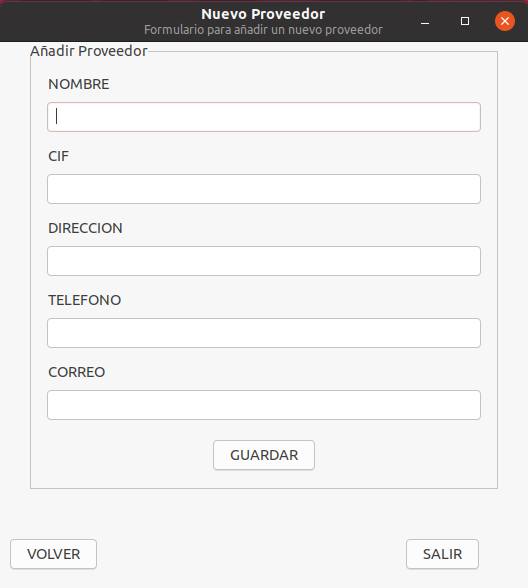 Nuevo Proveedor
Formulario para añadir un nuevo proveedor
Añadir Proveedor
NOMBRE
CIF
DIRECCION
TELEFONO
CORREO
GUARDAR
VOLVER
SALIR